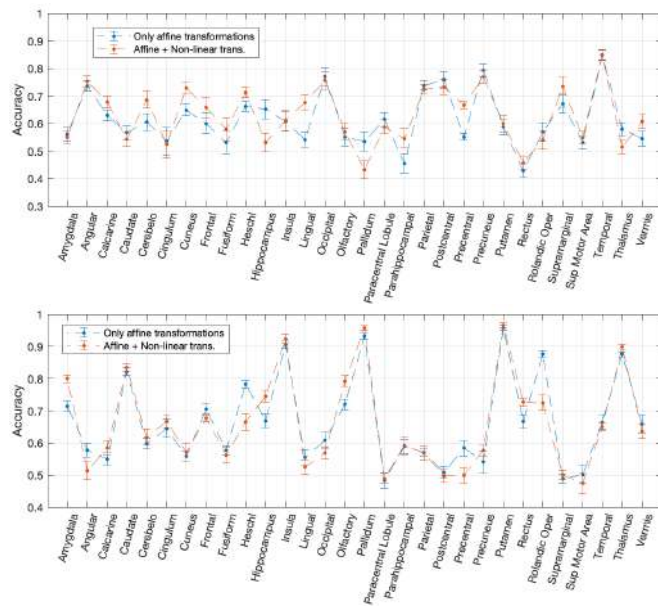 1
0.9
0.8
0.7
0.6
0.5
0.4
0.3
Accuracy
Only affine transformations
Affine + Non-linear trans.
Amygdala
Angular
Calcarine
Caudate
Cerebelo
Cingulum
Cuneus
Frontal
Fusiform
Heschl
Hippocampus
Insula
Lingual
Occipital
Olfactory
Pallidum
Paracentral Lobule
Parahippocampal
Parietal
Postcentral
Precentral
Precuneus
Putamen
Rectus
Rolandic Oper
Supramarginal
Sup Motor Area
Temporal
Thalamus
Vermis
1
0.9
0.8
0.7
0.6
0.5
0.4
Accuracy
Only affine transformations
Affine + Non-linear trans.
Amygdala
Angular
Calcarine
Caudate
Cerebelo
Cingulum
Cuneus
Frontal
Fusiform
Heschl
Hippocampus
Insula
Lingual
Occipital
Olfactory
Pallidum
Paracentral Lobule
Parahippocampal
Parietal
Postcentral
Precentral
Precuneus
Putamen
Rectus
Rolandic Oper
Supramarginal
Sup Motor Area
Temporal
Thalamus
Vermis